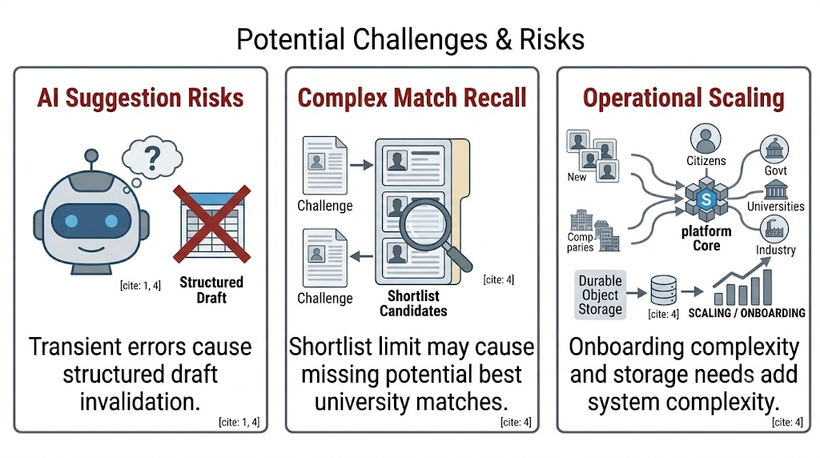 Potential Challenges & Risks
AI Suggestion Risks
?
[cite: 1, 4]
Structured
Draft
Transient errors cause
structured draft
invalidation.
[cite: 1, 4]
Complex Match Recall
Challenge
Challenge
[cite: 4]
Shortlist
Candidates
Shortlist limit may cause
missing potential best
university matches.
[cite: 4]
Operational Scaling
New
Citizens
Govt
S
Universities
Comp
paries
platform
Core
Industry
Durable
Object
Storage
[cite: 4]
SCALING / ONBOARDING
Onboarding complexity
and storage needs add
system complexity.
[cite: 4]